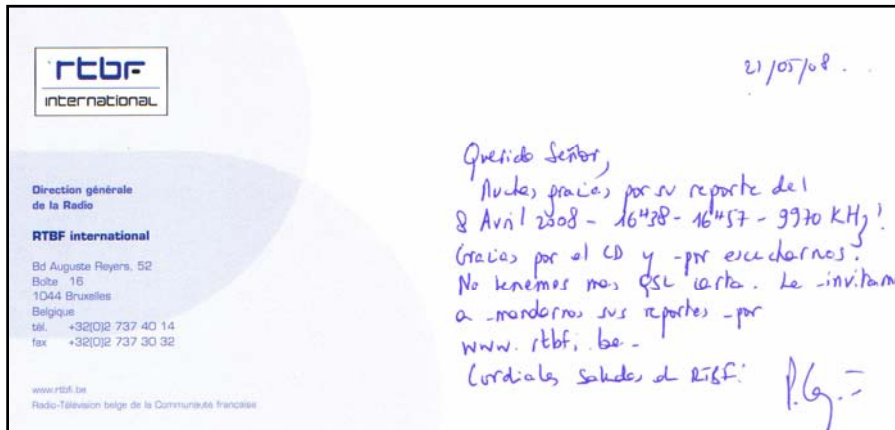 rtbf
international
Direction générale
de la Radio
RTBF international
Bd Auguste Reyers, 52
Boîte 16
1044 Bruxelles
Belgique
tél. +32(0)2 737 40 14
fax +32(0)2 737 30 32
www.rtbfi.be
Radio-Télévision belge de la Communauté française
21/05/08.
Querido Señor,
Muchas gracias por su reporte del
8 Avril 2008 - 16H38 - 16H57 - 9970 KHz!
Gracias por el CD y por escucharnos!
No tenemos mas QSL carta. Le invitam
a mandarnos sus reportes por
www.rtbfi.be -
Cordiales Saludos d RTBF!